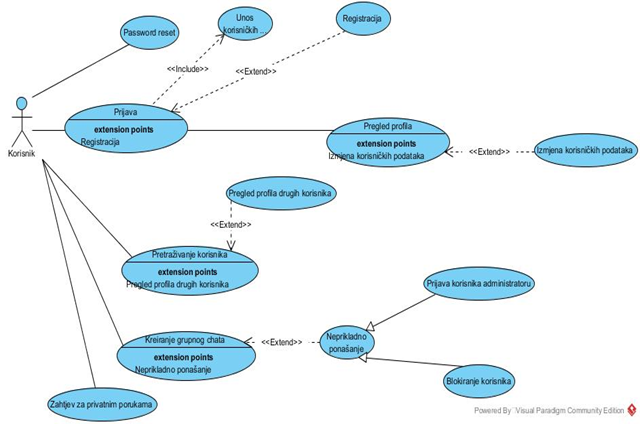 Unos
korisničkih ...
Registracija
Password reset
<<Include>>
<<Extend>>
Prijava
extension points
Registracija
Korisnik
Pregled profila
extension points
Izmjena korisničkih podataka
<<Extend>>
Izmjena korisničkih podataka
Pregled profila drugih korisnika
<<Extend>>
Pretraživanje korisnika
extension points
Pregled profila drugih korisnika
Prijava korisnika administratoru
Kreiranje grupnog chata
extension points
Neprikladno ponašanje
<<Extend>>
Neprikladno
ponašanje
Blokiranje korisnika
Zahtjev za privatnim porukama
Powered By Visual Paradigm Community Edition